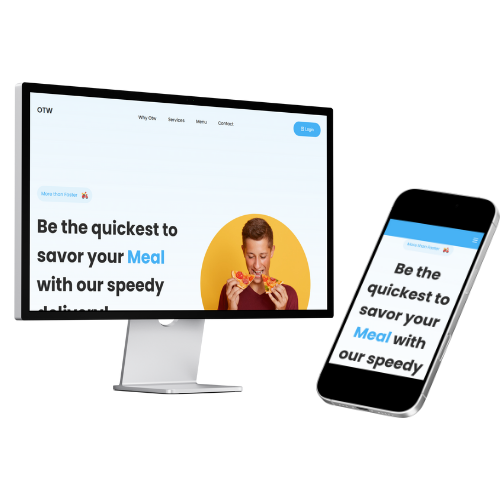 OTW
Why Otw Services Menu Contact
Login
More than Faster
Be the quickest to
savor your Meal
with our speedy
delivery!
More than Faster
Be the
quickest to
savor your
Meal with
our speedy